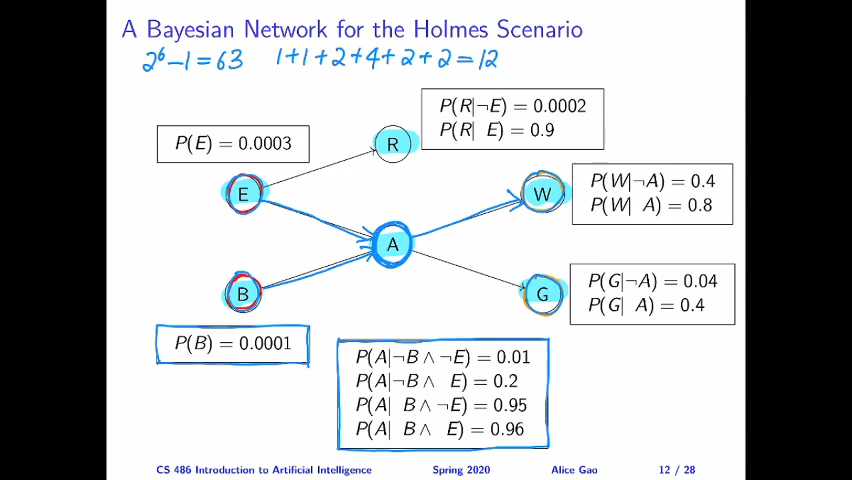 A Bayesian Network for the Holmes Scenario
2⁶-1=63 1+1+2+4+2+2=12
P(R|¬E) = 0.0002
P(R| E) = 0.9
P(E) = 0.0003
R
E
W
P(W|¬A) = 0.4
P(W| A) = 0.8
A
B
G
P(G|¬A) = 0.04
P(G| A) = 0.4
P(B) = 0.0001
P(A|¬B ∧ ¬E) = 0.01
P(A|¬B ∧ E) = 0.2
P(A| B ∧ ¬E) = 0.95
P(A| B ∧ E) = 0.96
CS 486 Introduction to Artificial Intelligence Spring 2020 Alice Gao 12 / 28